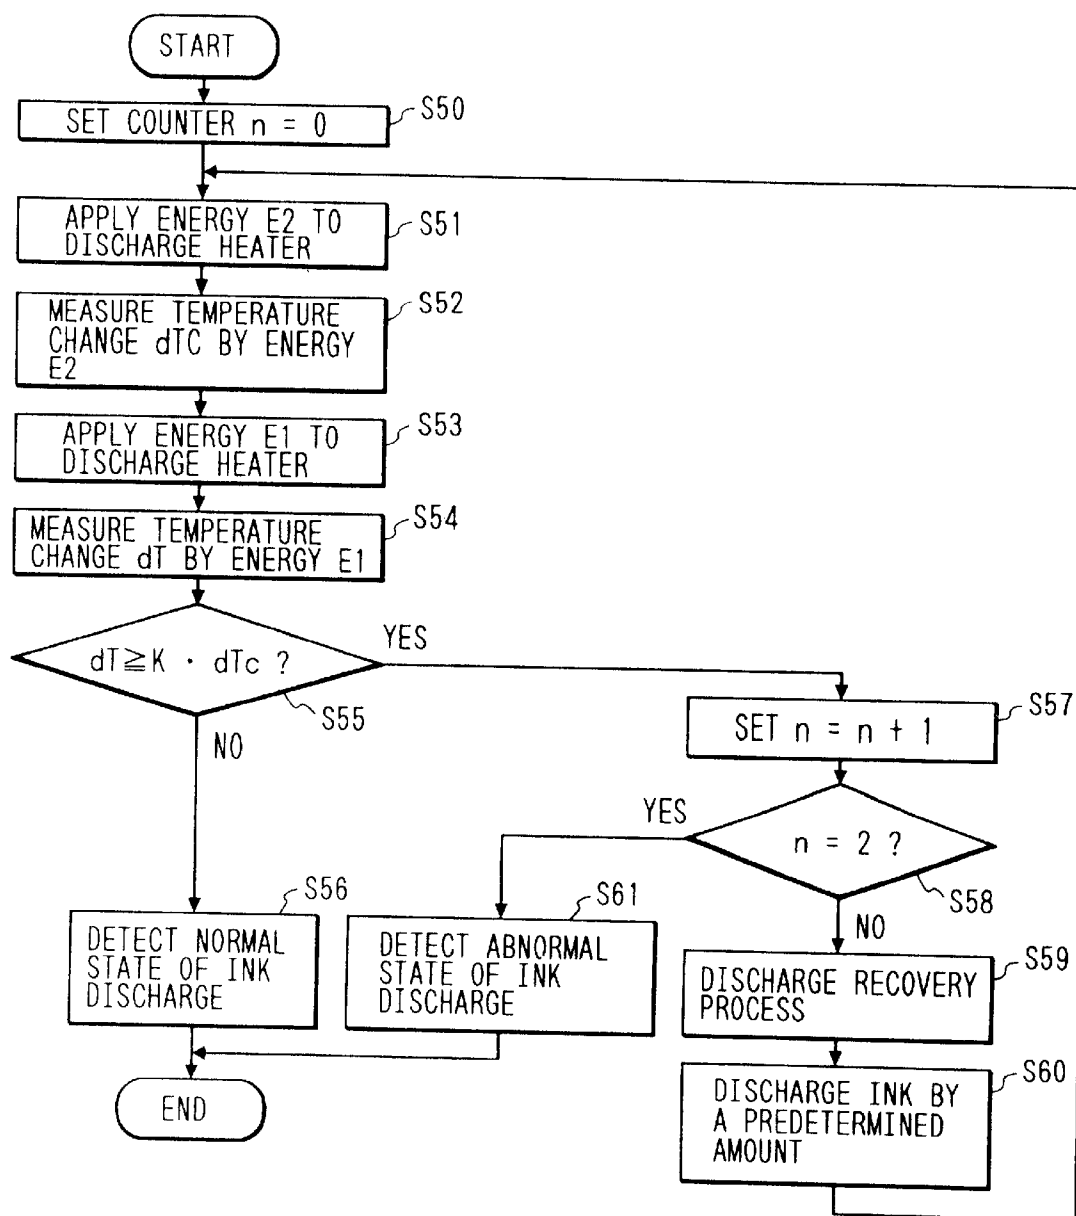 START
SET COUNTER n = 0
S50
APPLY ENERGY E2 TO
DISCHARGE HEATER
S51
MEASURE TEMPERATURE
CHANGE dTC BY ENERGY
E2
S52
APPLY ENERGY E1 TO
DISCHARGE HEATER
S53
MEASURE TEMPERATURE
CHANGE dT BY ENERGY E1
S54
dT≧K · dTc ?
S55
YES
NO
SET n = n + 1
S57
n = 2 ?
S58
YES
NO
DETECT NORMAL
STATE OF INK
DISCHARGE
S56
DETECT ABNORMAL
STATE OF INK
DISCHARGE
S61
DISCHARGE RECOVERY
PROCESS
S59
DISCHARGE INK BY
A PREDETERMINED
AMOUNT
S60
END